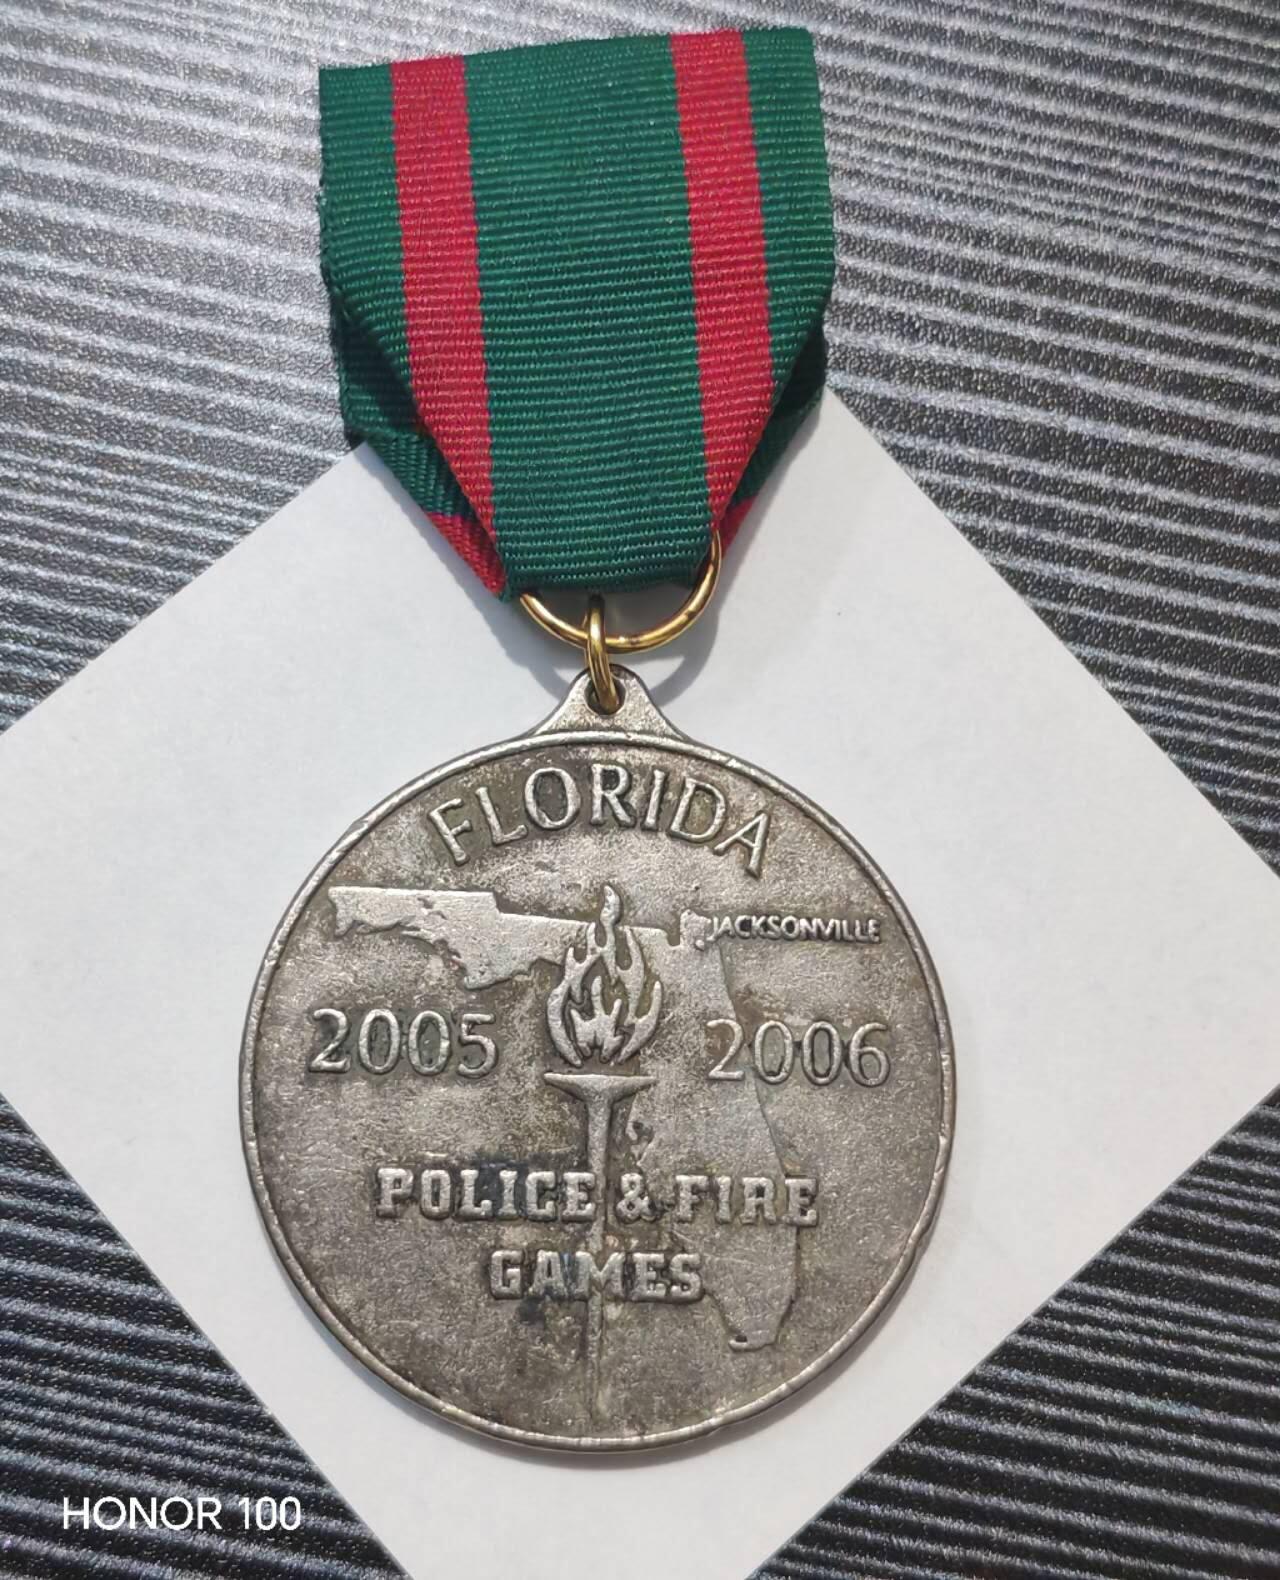 FLORIDA
JACKSONVILLE
2005 2006
POLICE & FIRE
GAMES
HONOR 100